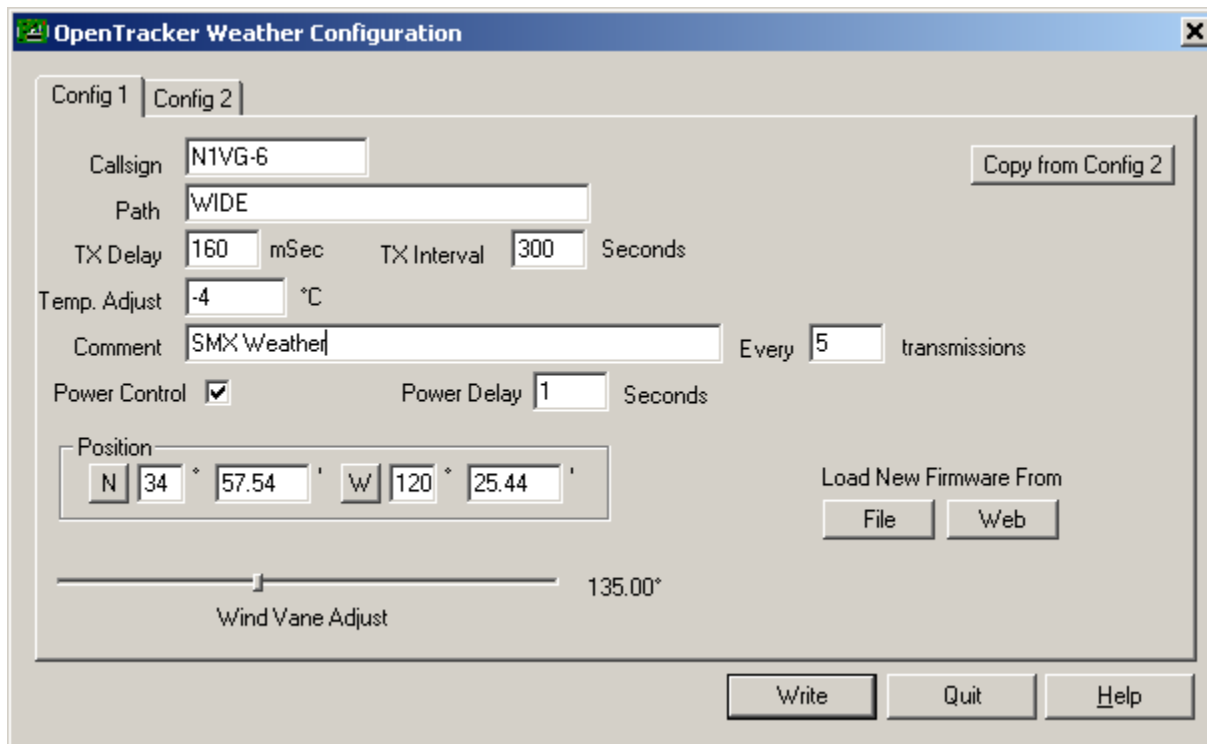 OpenTracker Weather Configuration
Config 1 Config 2
Callsign N1VG-6 Copy from Config 2
Path WIDE
TX Delay 160 mSec TX Interval 300 Seconds
Temp. Adjust -4 °C
Comment SMX Weather Every 5 transmissions
Power Control Power Delay 1 Seconds
Position
N 34 ° 57.54 ' W 120 ° 25.44 '
Load New Firmware From
File Web
135.00°
Wind Vane Adjust
Write Quit Help